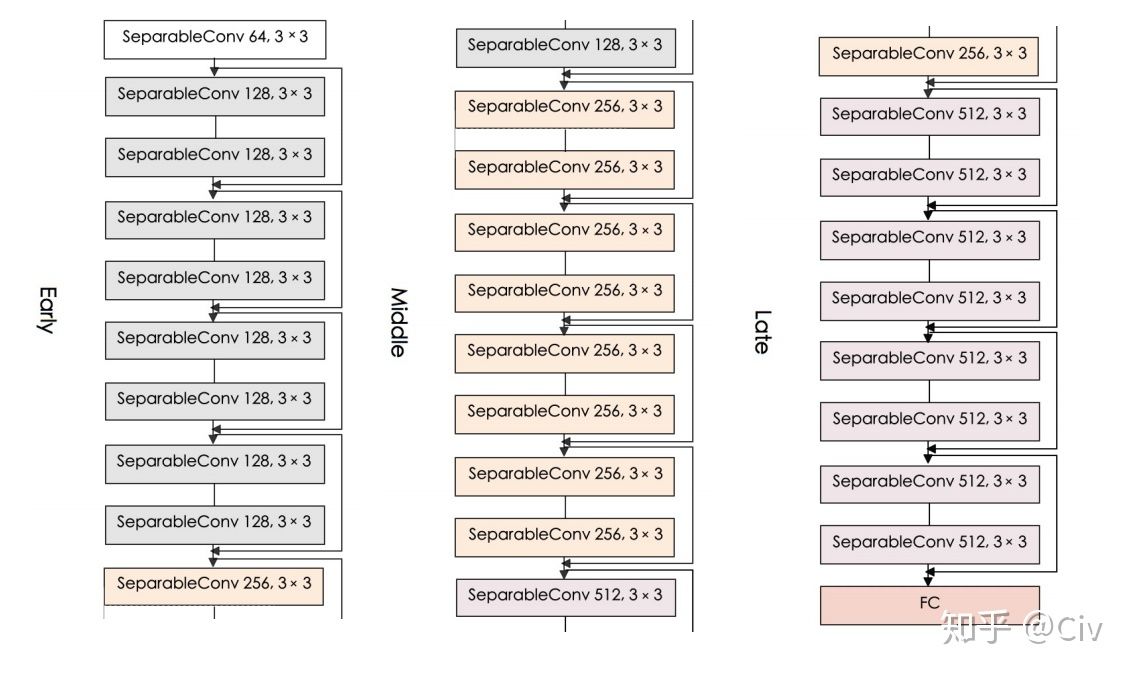 Early
SeparableConv 64, 3 × 3
SeparableConv 128, 3 × 3
SeparableConv 128, 3 × 3
SeparableConv 128, 3 × 3
SeparableConv 128, 3 × 3
SeparableConv 128, 3 × 3
SeparableConv 128, 3 × 3
SeparableConv 128, 3 × 3
SeparableConv 128, 3 × 3
SeparableConv 256, 3 × 3
Middle
SeparableConv 128, 3 × 3
SeparableConv 256, 3 × 3
SeparableConv 256, 3 × 3
SeparableConv 256, 3 × 3
SeparableConv 256, 3 × 3
SeparableConv 256, 3 × 3
SeparableConv 256, 3 × 3
SeparableConv 256, 3 × 3
SeparableConv 256, 3 × 3
SeparableConv 512, 3 × 3
Late
SeparableConv 256, 3 × 3
SeparableConv 512, 3 × 3
SeparableConv 512, 3 × 3
SeparableConv 512, 3 × 3
SeparableConv 512, 3 × 3
SeparableConv 512, 3 × 3
SeparableConv 512, 3 × 3
SeparableConv 512, 3 × 3
SeparableConv 512, 3 × 3
FC
知乎 @Civ